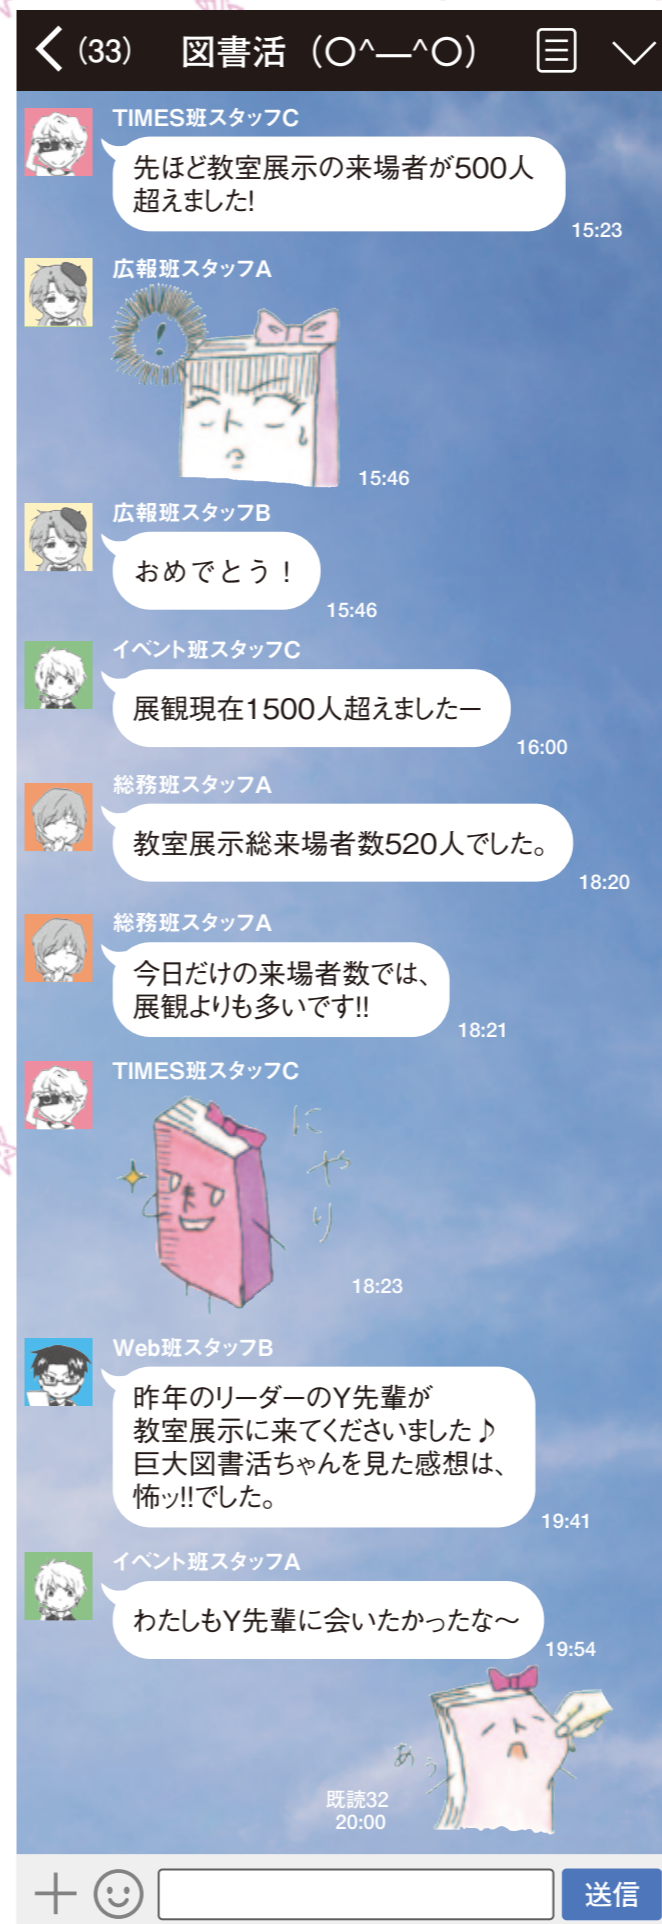 (33) 図書活（〇^―^〇）
TIMES班スタッフC
先ほど教室展示の来場者が500人
超えました!
15:23
広報班スタッフA
!
15:46
広報班スタッフB
おめでとう！
15:46
イベント班スタッフC
展観現在1500人超えましたー
16:00
総務班スタッフA
教室展示総来場者数520人でした。
18:20
総務班スタッフA
今日だけの来場者数では、
展観よりも多いです!!
18:21
TIMES班スタッフC
にやり
18:23
Web班スタッフB
昨年のリーダーのY先輩が
教室展示に来てくださいました♪
巨大図書活ちゃんを見た感想は、
怖ッ!!でした。
19:41
イベント班スタッフA
わたしもY先輩に会いたかったな〜
19:54
あぅ
既読32
20:00
送信